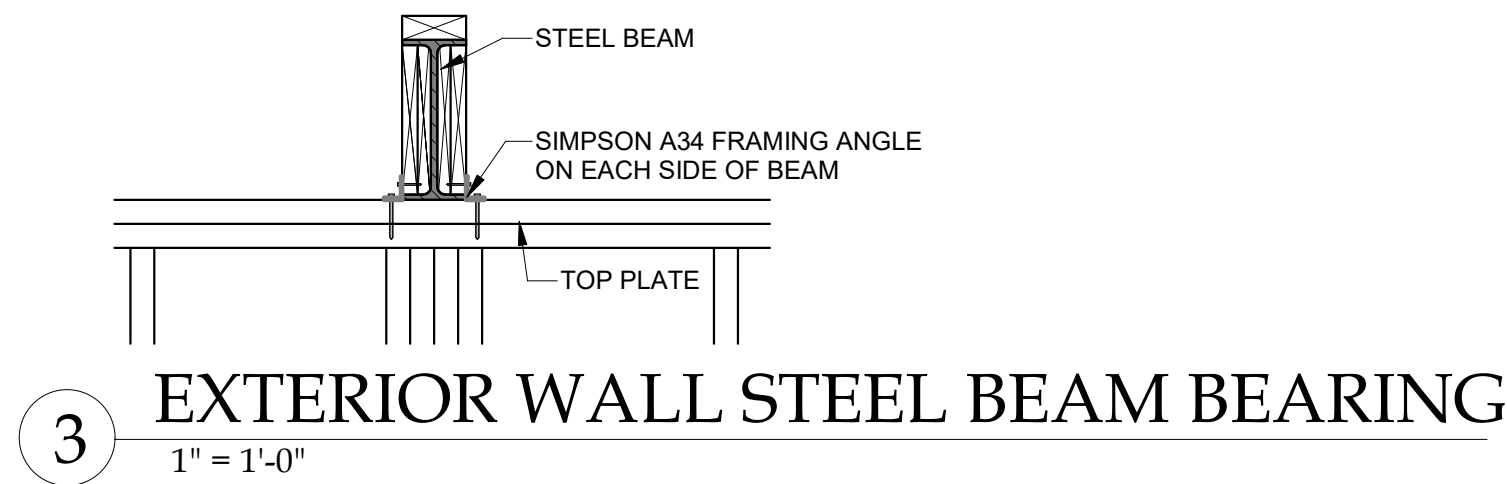 STEEL BEAM
SIMPSON A34 FRAMING ANGLE
ON EACH SIDE OF BEAM
TOP PLATE
3
EXTERIOR WALL STEEL BEAM BEARING
1" = 1'-0"